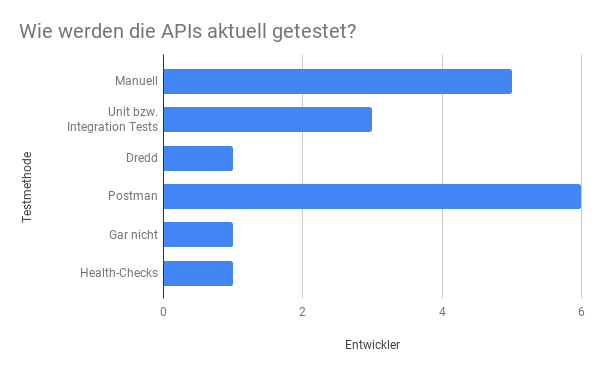 Wie werden die APIs aktuell getestet?
Testmethode
Manuell
Unit bzw.
Integration Tests
Dredd
Postman
Gar nicht
Health-Checks
0
2
4
6
Entwickler